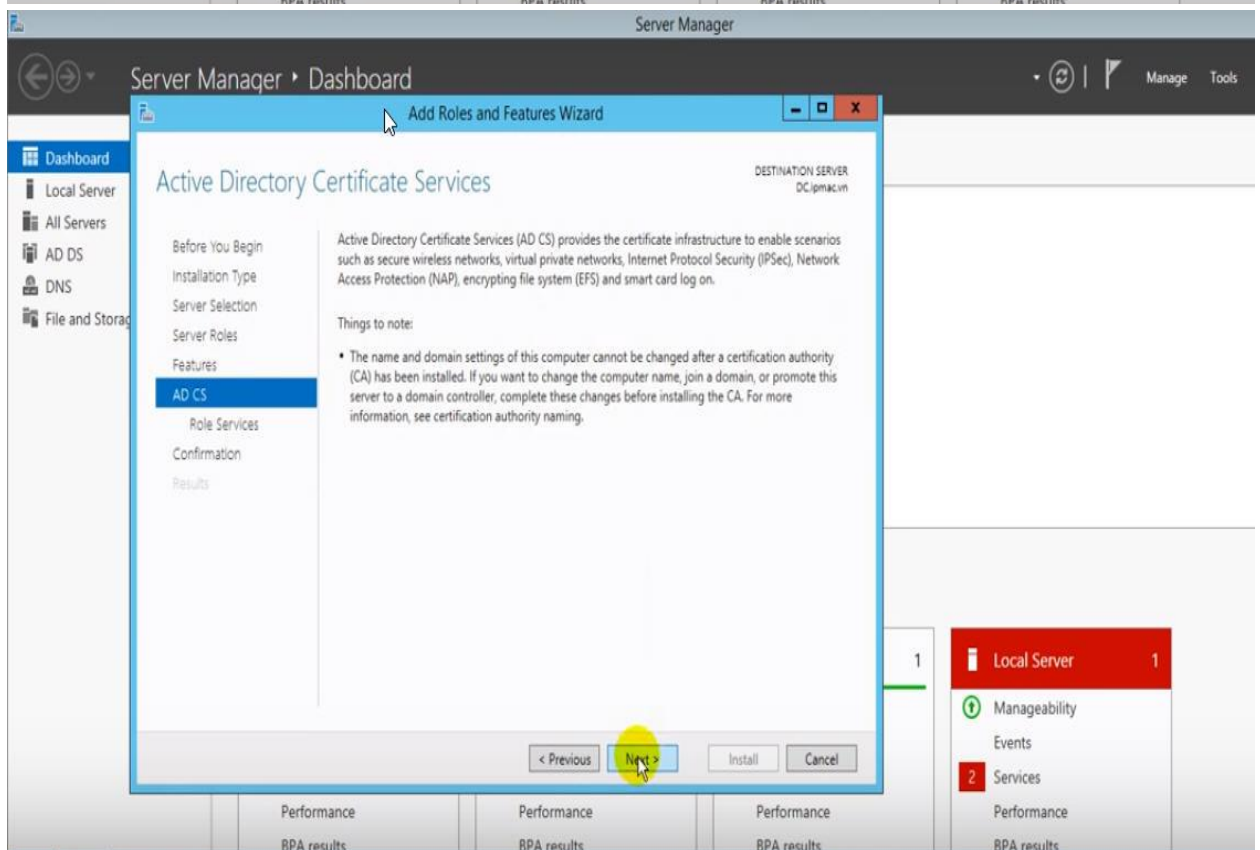 BPA results BPA results BPA results BPA results
Server Manager
Server Manager • Dashboard
Manage Tools
Add Roles and Features Wizard
Dashboard
Local Server
All Servers
AD DS
DNS
File and Storag
Active Directory Certificate Services
DESTINATION SERVER
DC.ipmac.vn
Before You Begin
Installation Type
Server Selection
Server Roles
Features
AD CS
Role Services
Confirmation
Results
Active Directory Certificate Services (AD CS) provides the certificate infrastructure to enable scenarios
such as secure wireless networks, virtual private networks, Internet Protocol Security (IPSec), Network
Access Protection (NAP), encrypting file system (EFS) and smart card log on.
Things to note:
• The name and domain settings of this computer cannot be changed after a certification authority
(CA) has been installed. If you want to change the computer name, join a domain, or promote this
server to a domain controller, complete these changes before installing the CA. For more
information, see certification authority naming.
< Previous Next > Install Cancel
1
Local Server 1
Manageability
Events
2 Services
Performance Performance Performance Performance
BPA results BPA results BPA results BPA results